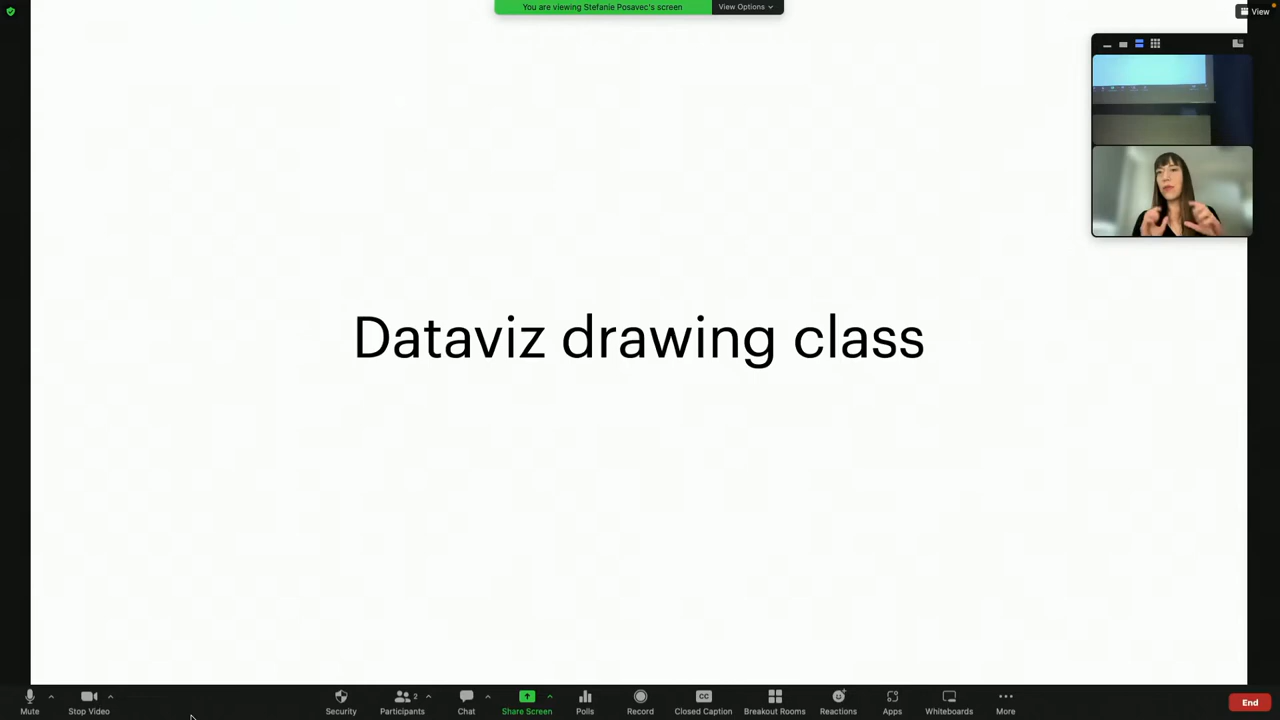 You are viewing Stefanie Posavec's screen
View Options
View
Dataviz drawing class
Mute
Stop Video
Security
Participants
2
Chat
Share Screen
Polls
Record
CC
Closed Caption
Breakout Rooms
Reactions
Apps
Whiteboards
More
End